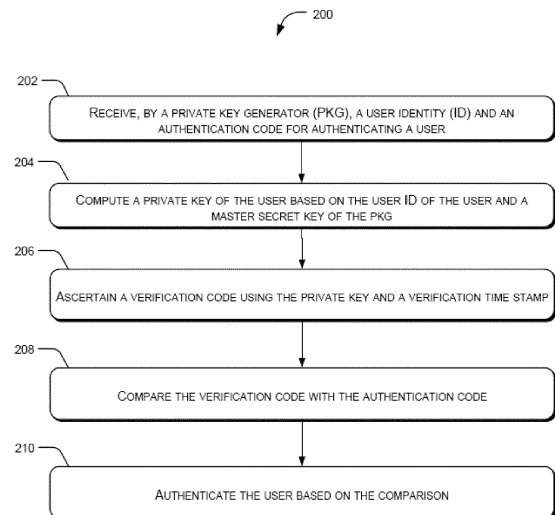 200
202
RECEIVE, BY A PRIVATE KEY GENERATOR (PKG), A USER IDENTITY (ID) AND AN
AUTHENTICATION CODE FOR AUTHENTICATING A USER
204
COMPUTE A PRIVATE KEY OF THE USER BASED ON THE USER ID OF THE USER AND A
MASTER SECRET KEY OF THE PKG
206
ASCERTAIN A VERIFICATION CODE USING THE PRIVATE KEY AND A VERIFICATION TIME STAMP
208
COMPARE THE VERIFICATION CODE WITH THE AUTHENTICATION CODE
210
AUTHENTICATE THE USER BASED ON THE COMPARISON